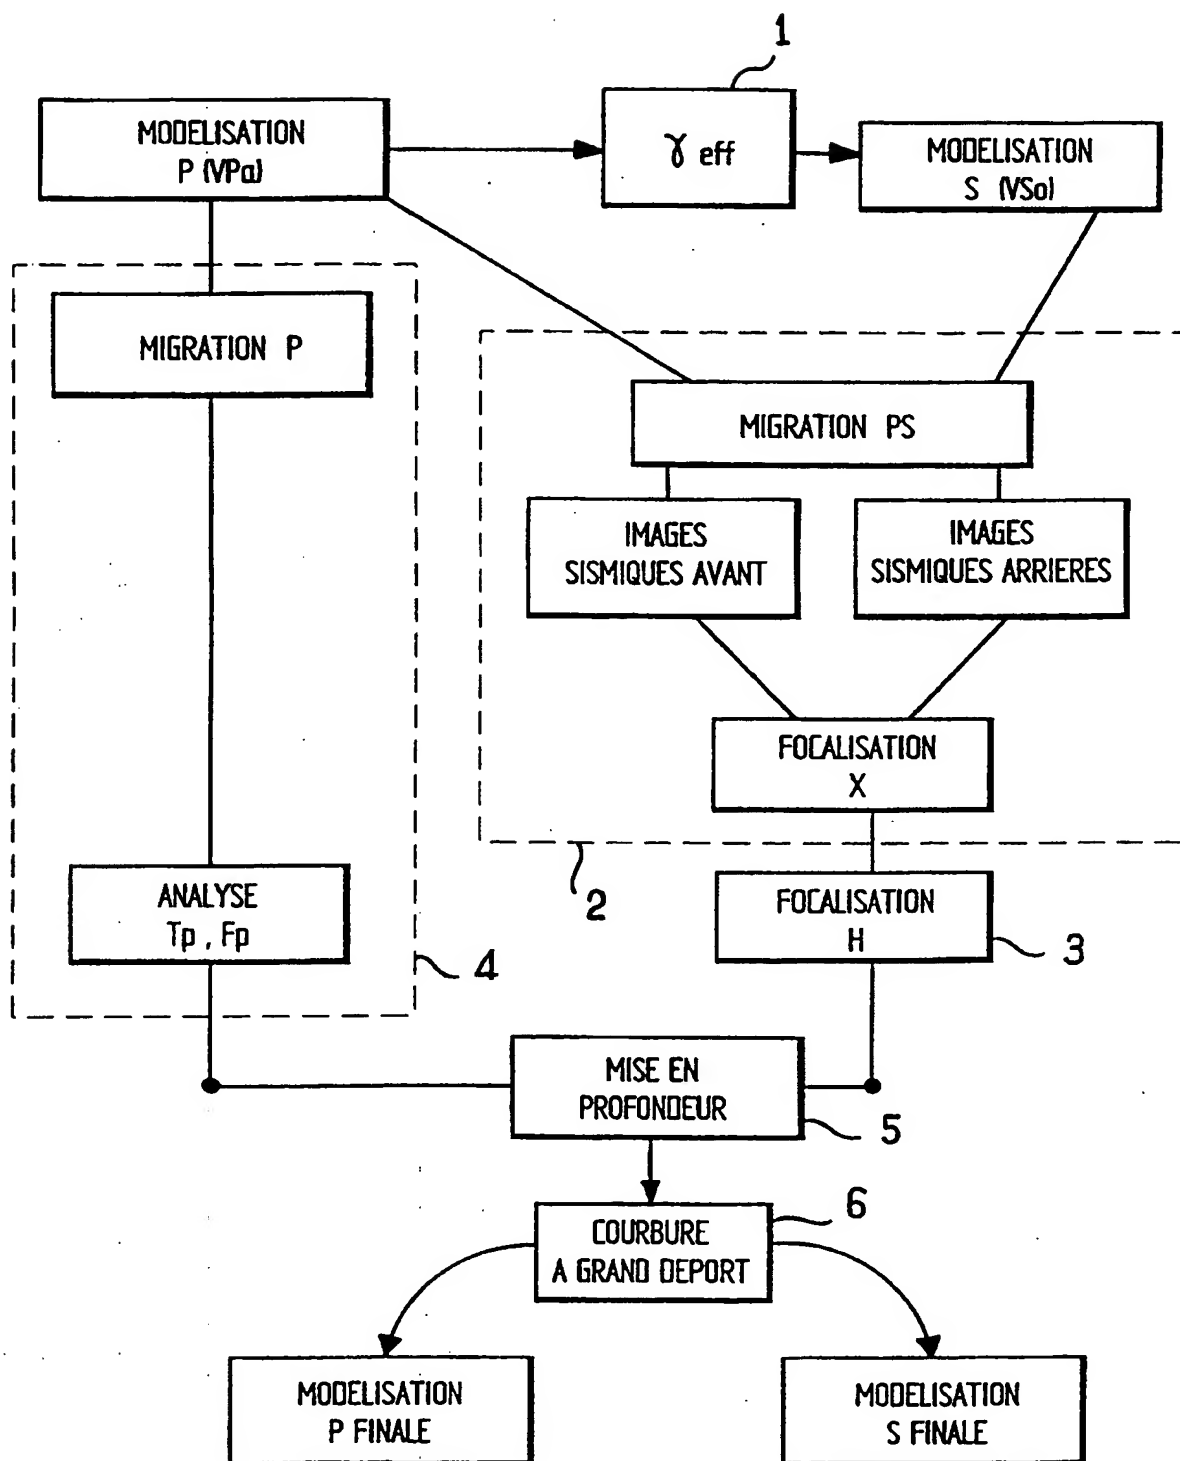 1
MODELISATION
P (VPa)
γ eff
MODELISATION
S (VSo)
MIGRATION P
MIGRATION PS
IMAGES
SISMIQUES AVANT
IMAGES
SISMIQUES ARRIERES
FOCALISATION
X
2
ANALYSE
Tp , Fp
4
FOCALISATION
H
3
MISE EN
PROFONDEUR
5
6
COURBURE
A GRAND DEPORT
MODELISATION
P FINALE
MODELISATION
S FINALE